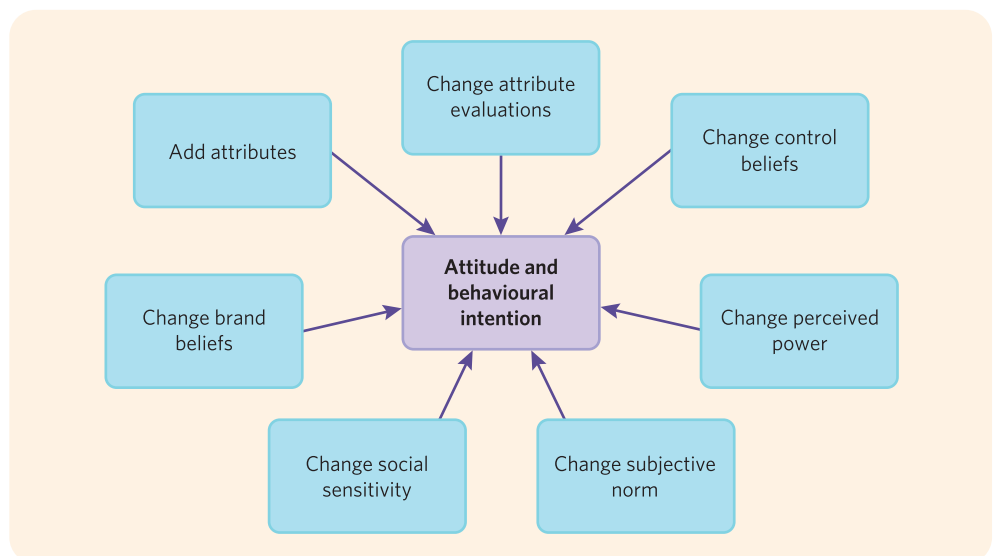 Change attribute
evaluations
Add attributes
Change control
beliefs
Attitude and
behavioural
intention
Change brand
beliefs
Change perceived
power
Change social
sensitivity
Change subjective
norm